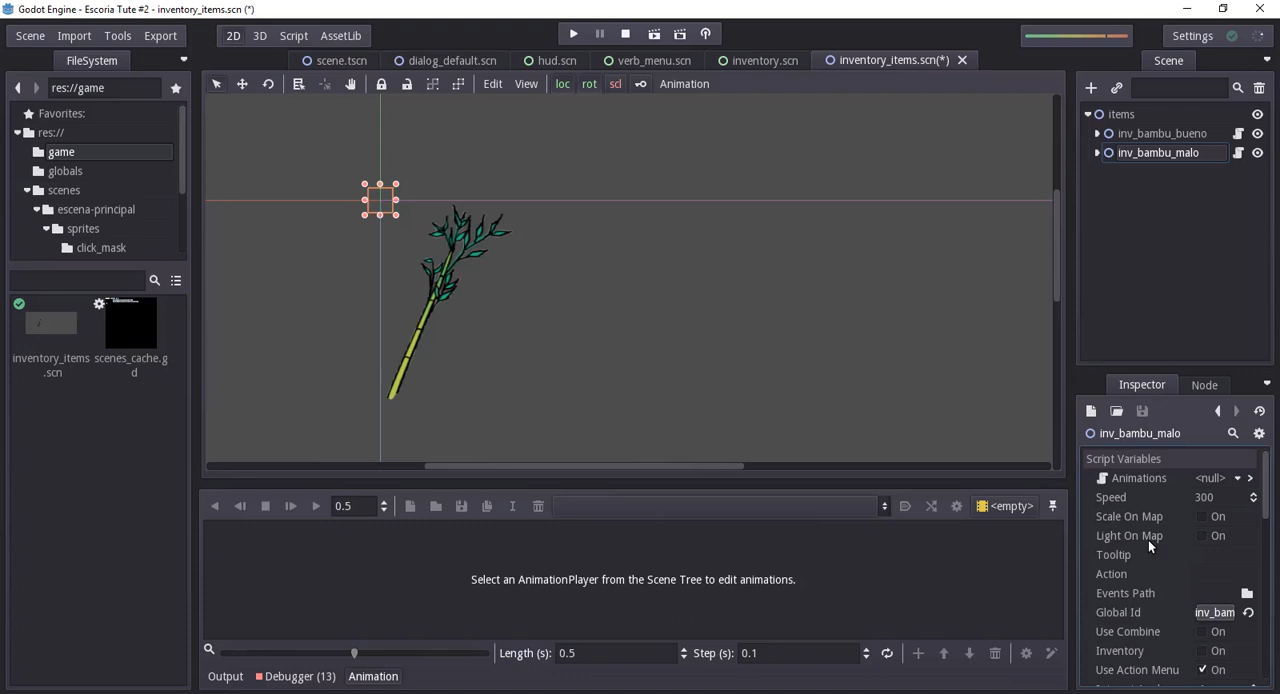 Godot Engine - Escoria Tute #2 - inventory_items.scn (*)
Scene Import Tools Export 2D 3D Script AssetLib Settings
FileSystem scene.tscn dialog_default.scn hud.scn verb_menu.scn inventory.scn inventory_items.scn(*) Scene
res://game loc rot scl Edit View Animation
Favorites:
res://
game
globals
scenes
escena-principal
sprites
click_mask
inventory_items
.scn
scenes_cache.g
d
items
inv_bambu_bueno
inv_bambu_malo
Inspector Node
inv_bambu_malo
Script Variables
Animations <null>
Speed 300
Scale On Map On
Light On Map On
Tooltip
Action
Events Path
Global Id inv_bam
Use Combine On
Inventory On
Use Action Menu On
0.5 <empty>
Select an AnimationPlayer from the Scene Tree to edit animations.
Length (s): 0.5 Step (s): 0.1
Output Debugger (13) Animation